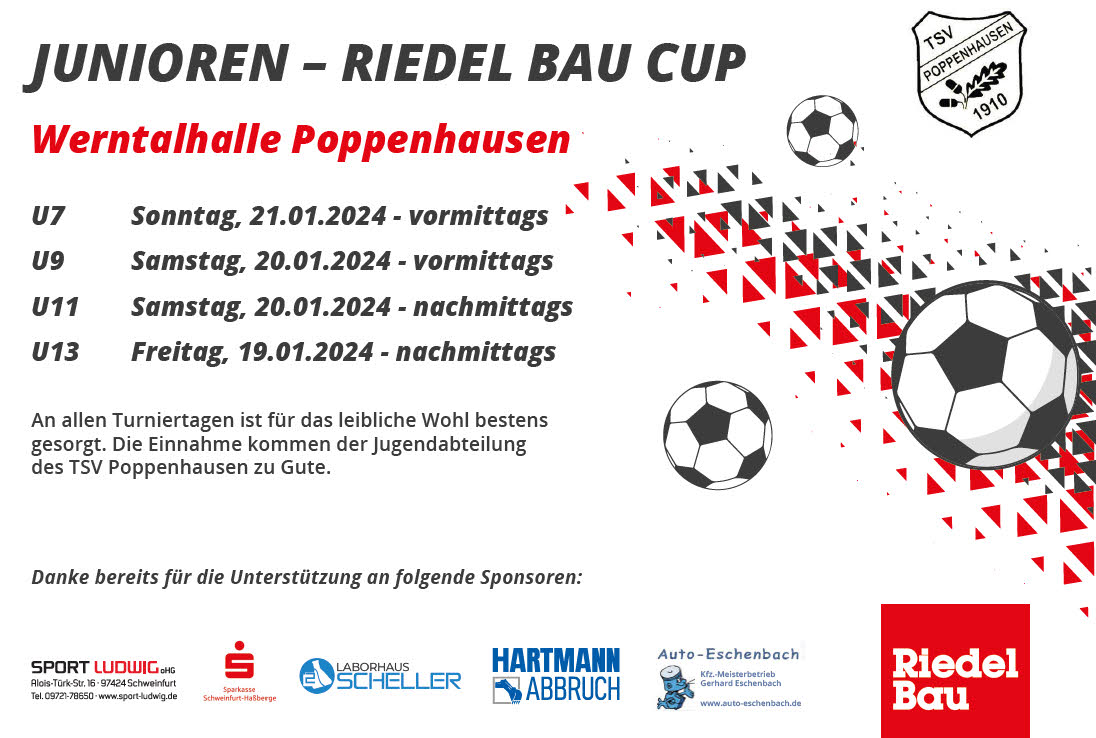 JUNIOREN – RIEDEL BAU CUP
TSV
POPPENHAUSEN
1910
Werntalhalle Poppenhausen
U7 Sonntag, 21.01.2024 - vormittags
U9 Samstag, 20.01.2024 - vormittags
U11 Samstag, 20.01.2024 - nachmittags
U13 Freitag, 19.01.2024 - nachmittags
An allen Turniertagen ist für das leibliche Wohl bestens
gesorgt. Die Einnahme kommen der Jugendabteilung
des TSV Poppenhausen zu Gute.
Danke bereits für die Unterstützung an folgende Sponsoren:
SPORT LUDWIG oHG
Alois-Türk-Str. 16 · 97424 Schweinfurt
Tel. 09721-78650 · www.sport-ludwig.de
Sparkasse
Schweinfurt-Haßberge
LABORHAUS
SCHELLER
HARTMANN
ABBRUCH
Auto-Eschenbach
Kfz.-Meisterbetrieb
Gerhard Eschenbach
www.auto-eschenbach.de
Riedel
Bau